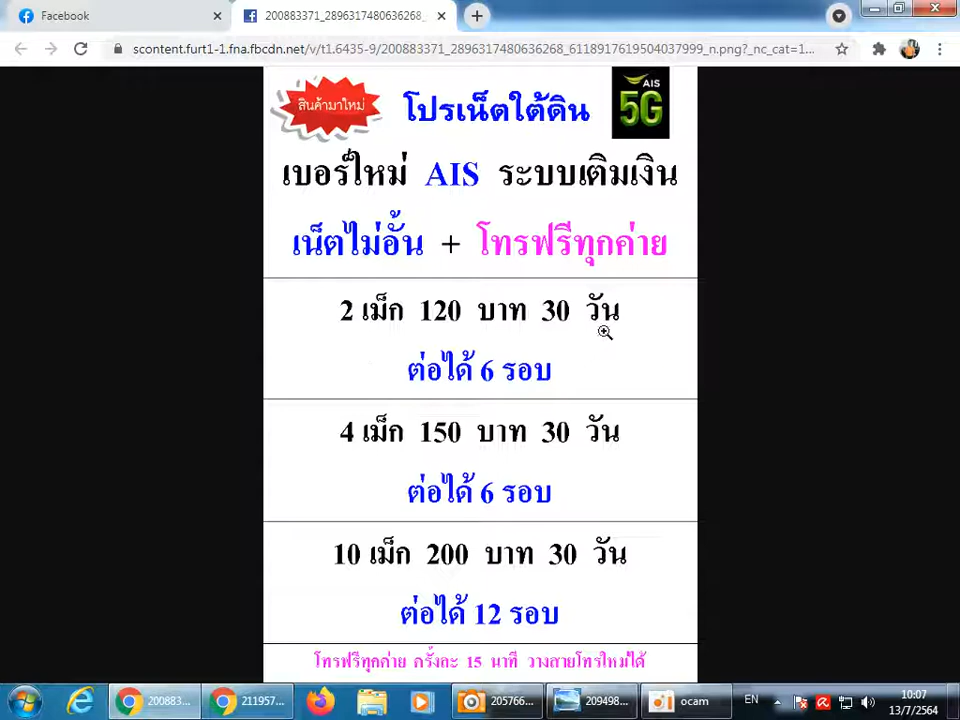 Facebook
200883371_2896317480636268_
scontent.furt1-1.fna.fbcdn.net/v/t1.6435-9/200883371_2896317480636268_6118917619504037999_n.png?_nc_cat=1...
สินค้ามาใหม่
โปรเน็ตใต้ดิน
AIS
5G
เบอร์ใหม่ AIS ระบบเติมเงิน
เน็ตไม่อั้น + โทรฟรีทุกค่าย
2 เม็ก 120 บาท 30 วัน
ต่อได้ 6 รอบ
4 เม็ก 150 บาท 30 วัน
ต่อได้ 6 รอบ
10 เม็ก 200 บาท 30 วัน
ต่อได้ 12 รอบ
โทรฟรีทุกค่าย ครั้งละ 15 นาที วางสายโทรใหม่ได้
200883...
211957...
205766...
209498...
ocam
EN
10:07
13/7/2564